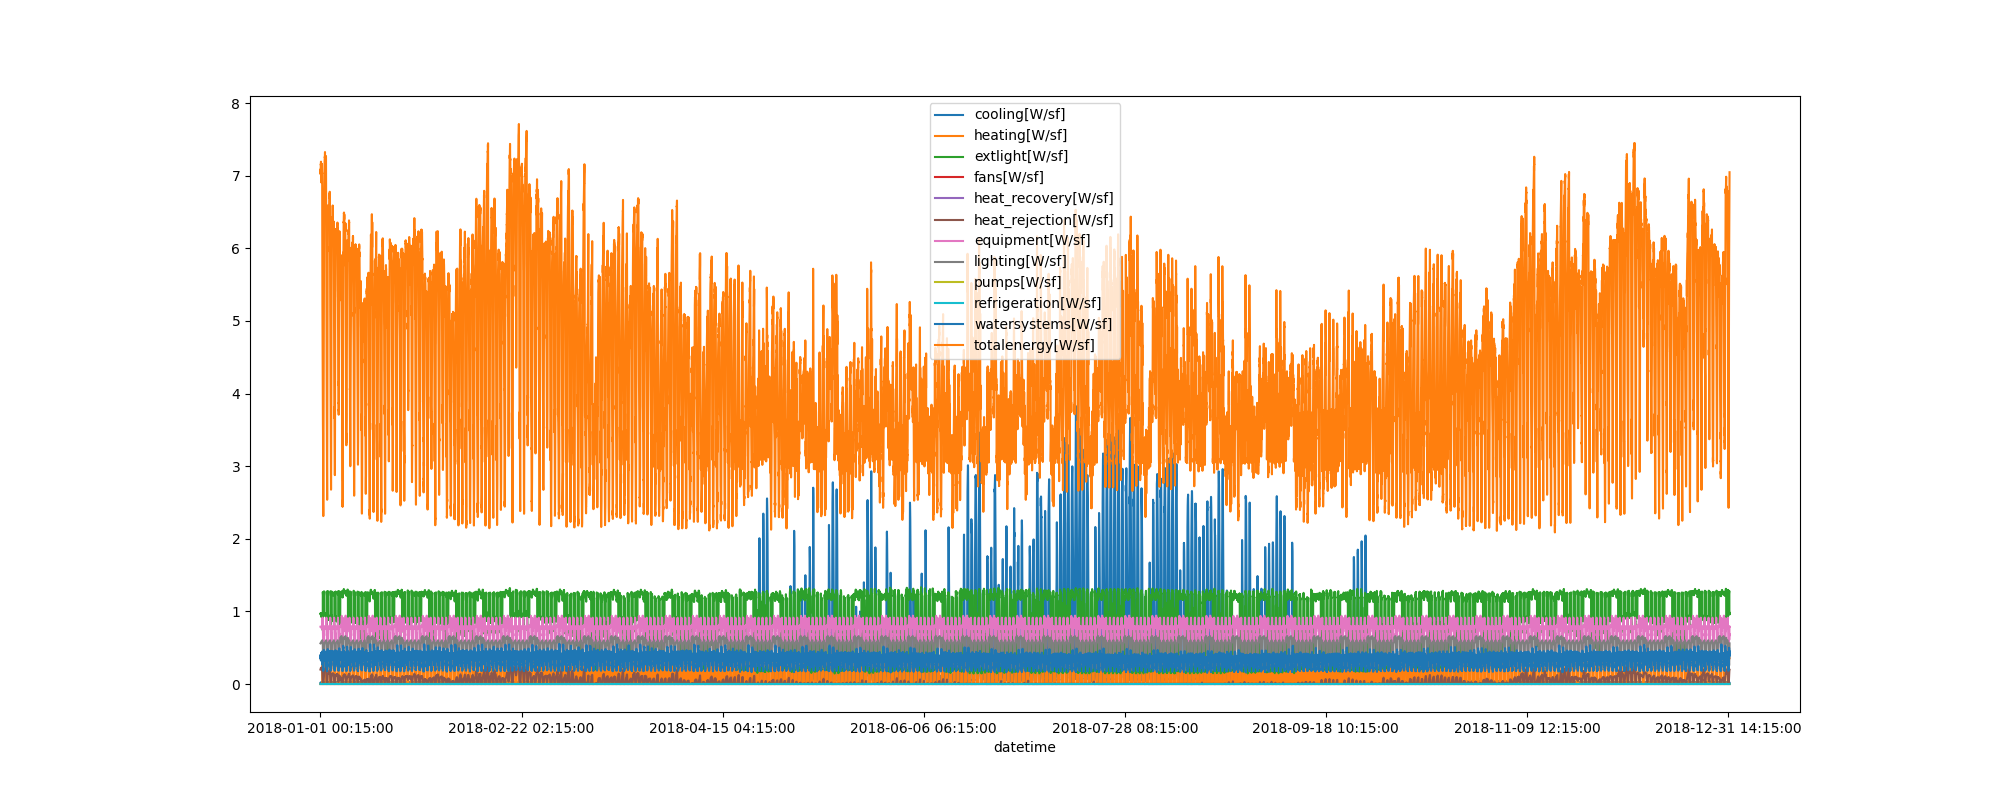 8
7
6
5
4
3
2
1
0
cooling[W/sf]
heating[W/sf]
extlight[W/sf]
fans[W/sf]
heat_recovery[W/sf]
heat_rejection[W/sf]
equipment[W/sf]
lighting[W/sf]
pumps[W/sf]
refrigeration[W/sf]
watersystems[W/sf]
totalenergy[W/sf]
2018-01-01 00:15:00
2018-02-22 02:15:00
2018-04-15 04:15:00
2018-06-06 06:15:00
2018-07-28 08:15:00
2018-09-18 10:15:00
2018-11-09 12:15:00
2018-12-31 14:15:00
datetime